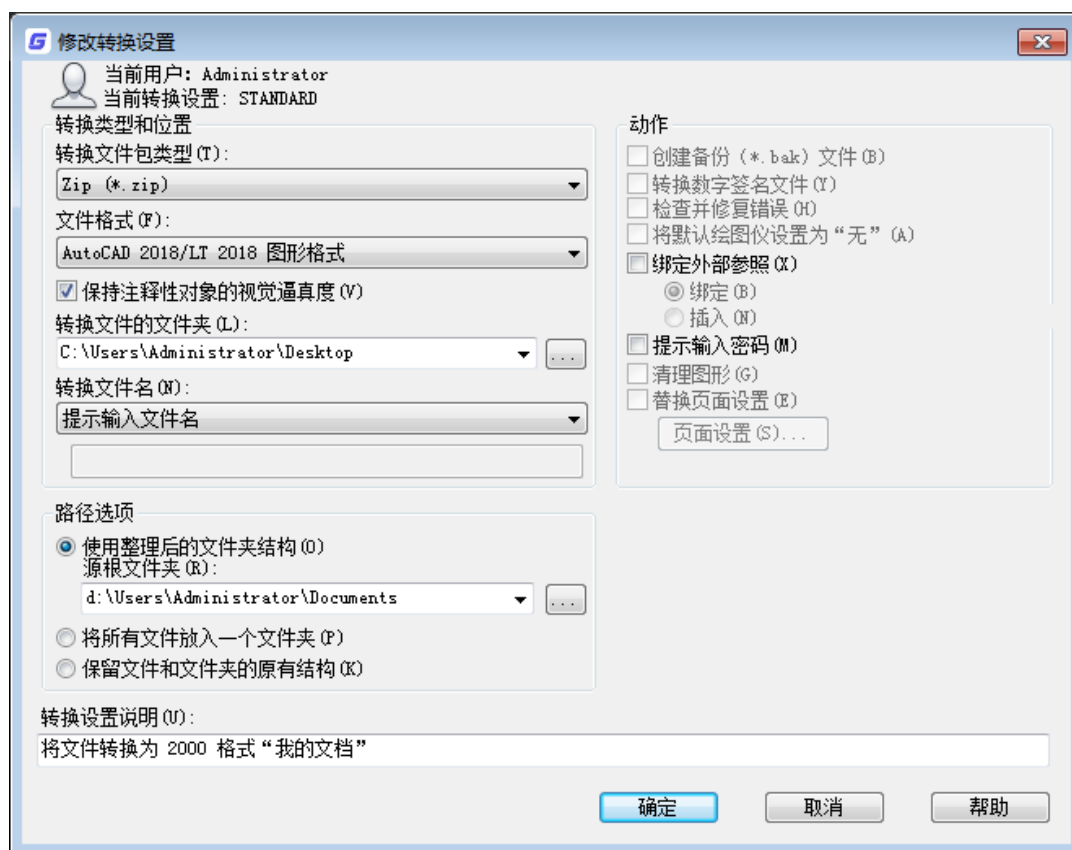 修改转换设置
当前用户: Administrator
当前转换设置: STANDARD
转换类型和位置
转换文件包类型(T):
Zip (*.zip)
文件格式(F):
AutoCAD 2018/LT 2018 图形格式
保持注释性对象的视觉逼真度(V)
转换文件的文件夹(L):
C:\Users\Administrator\Desktop
...
转换文件名(N):
提示输入文件名
路径选项
使用整理后的文件夹结构(O)
源根文件夹(R):
d:\Users\Administrator\Documents
...
将所有文件放入一个文件夹(P)
保留文件和文件夹的原有结构(K)
动作
创建备份 (*.bak) 文件(B)
转换数字签名文件(Y)
检查并修复错误(H)
将默认绘图仪设置为“无”(A)
绑定外部参照(X)
绑定(B)
插入(N)
提示输入密码(M)
清理图形(G)
替换页面设置(E)
页面设置(S)...
转换设置说明(U):
将文件转换为 2000 格式“我的文档”
确定
取消
帮助